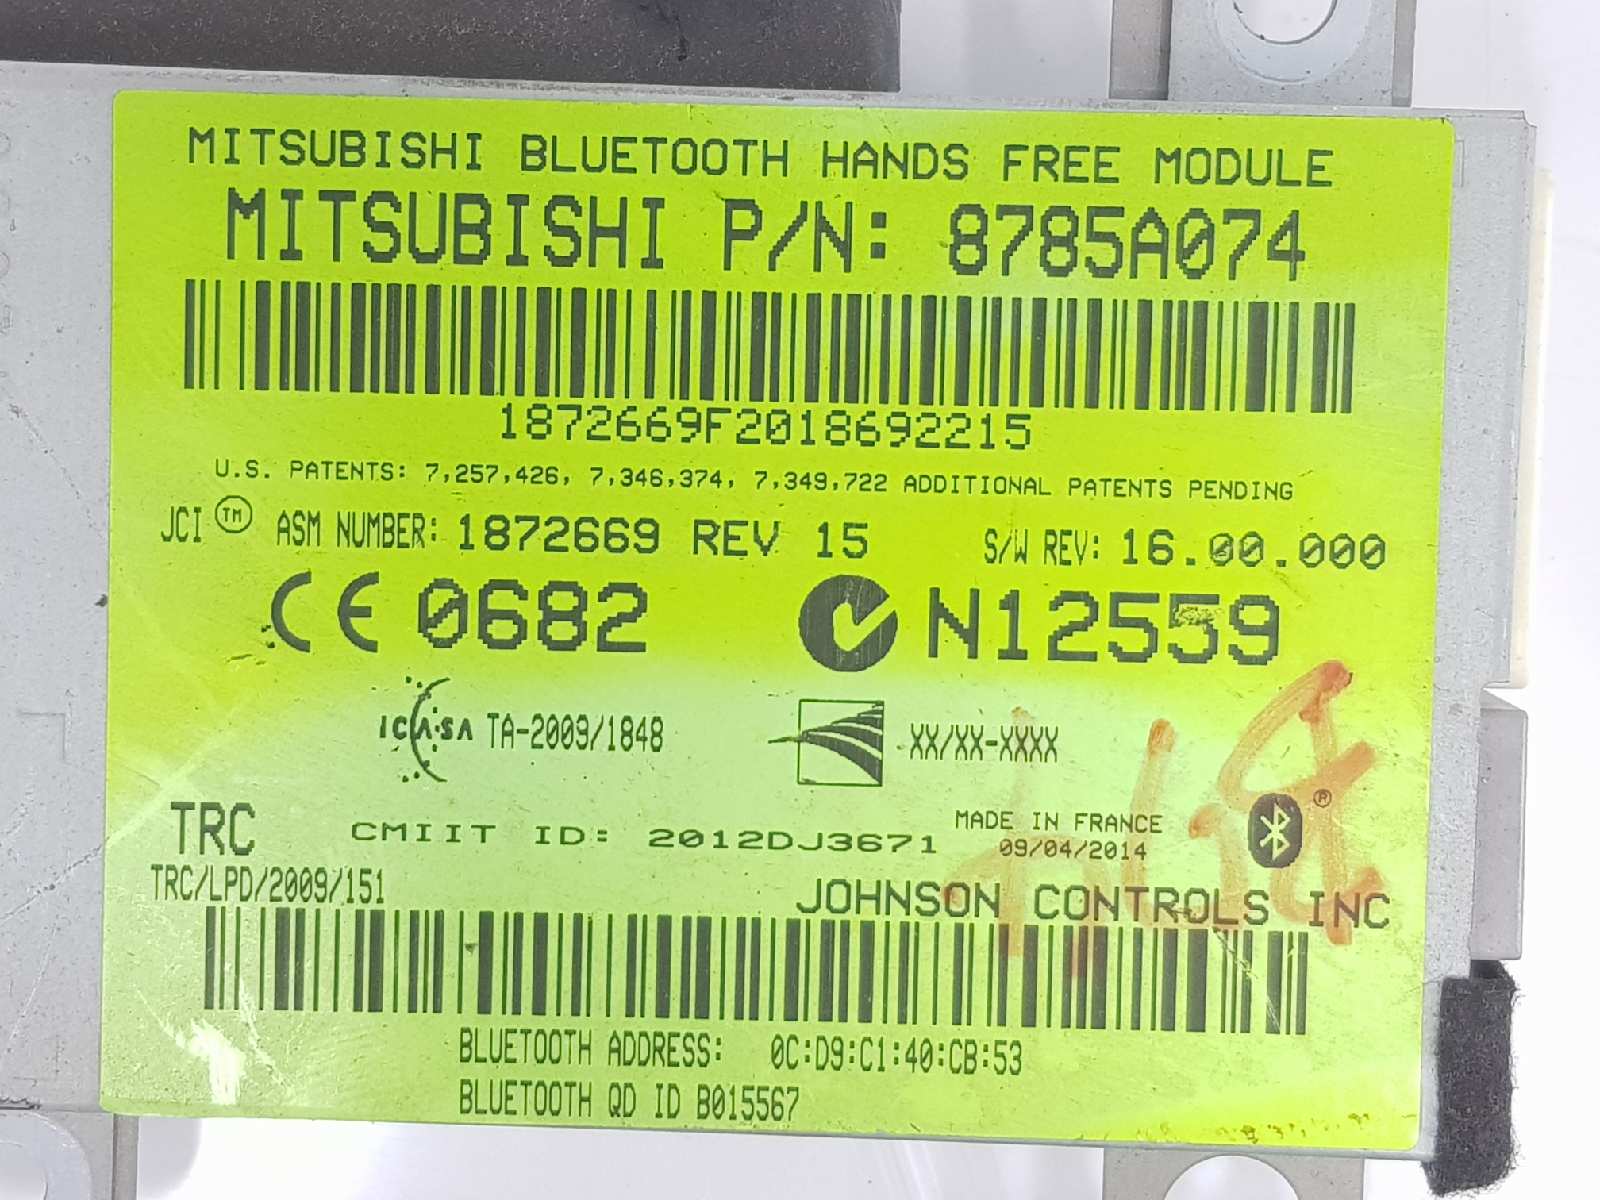 MITSUBISHI BLUETOOTH HANDS FREE MODULE
MITSUBISHI P/N: 8785A074
1872669F2018692215
U.S. PATENTS: 7,257,426, 7,346,374, 7,349,722 ADDITIONAL PATENTS PENDING
JCI TM ASM NUMBER: 1872669 REV 15 S/W REV: 16.00.000
CE 0682 N12559
ICASA TA-2009/1848 XX/XX-XXXX
TRC CMIIT ID: 2012DJ3671 MADE IN FRANCE ®
09/04/2014
TRC/LPD/2009/151 JOHNSON CONTROLS INC
BLUETOOTH ADDRESS: 0C:D9:C1:40:CB:53
BLUETOOTH QD ID B015567